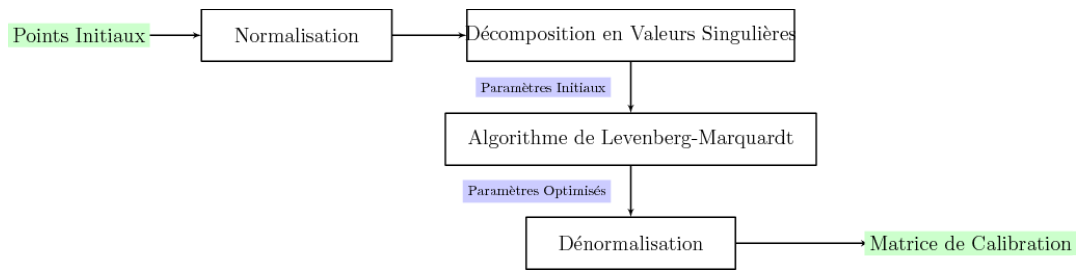 Points Initiaux
Normalisation
Décomposition en Valeurs Singulières
Paramètres Initiaux
Algorithme de Levenberg-Marquardt
Paramètres Optimisés
Dénormalisation
Matrice de Calibration